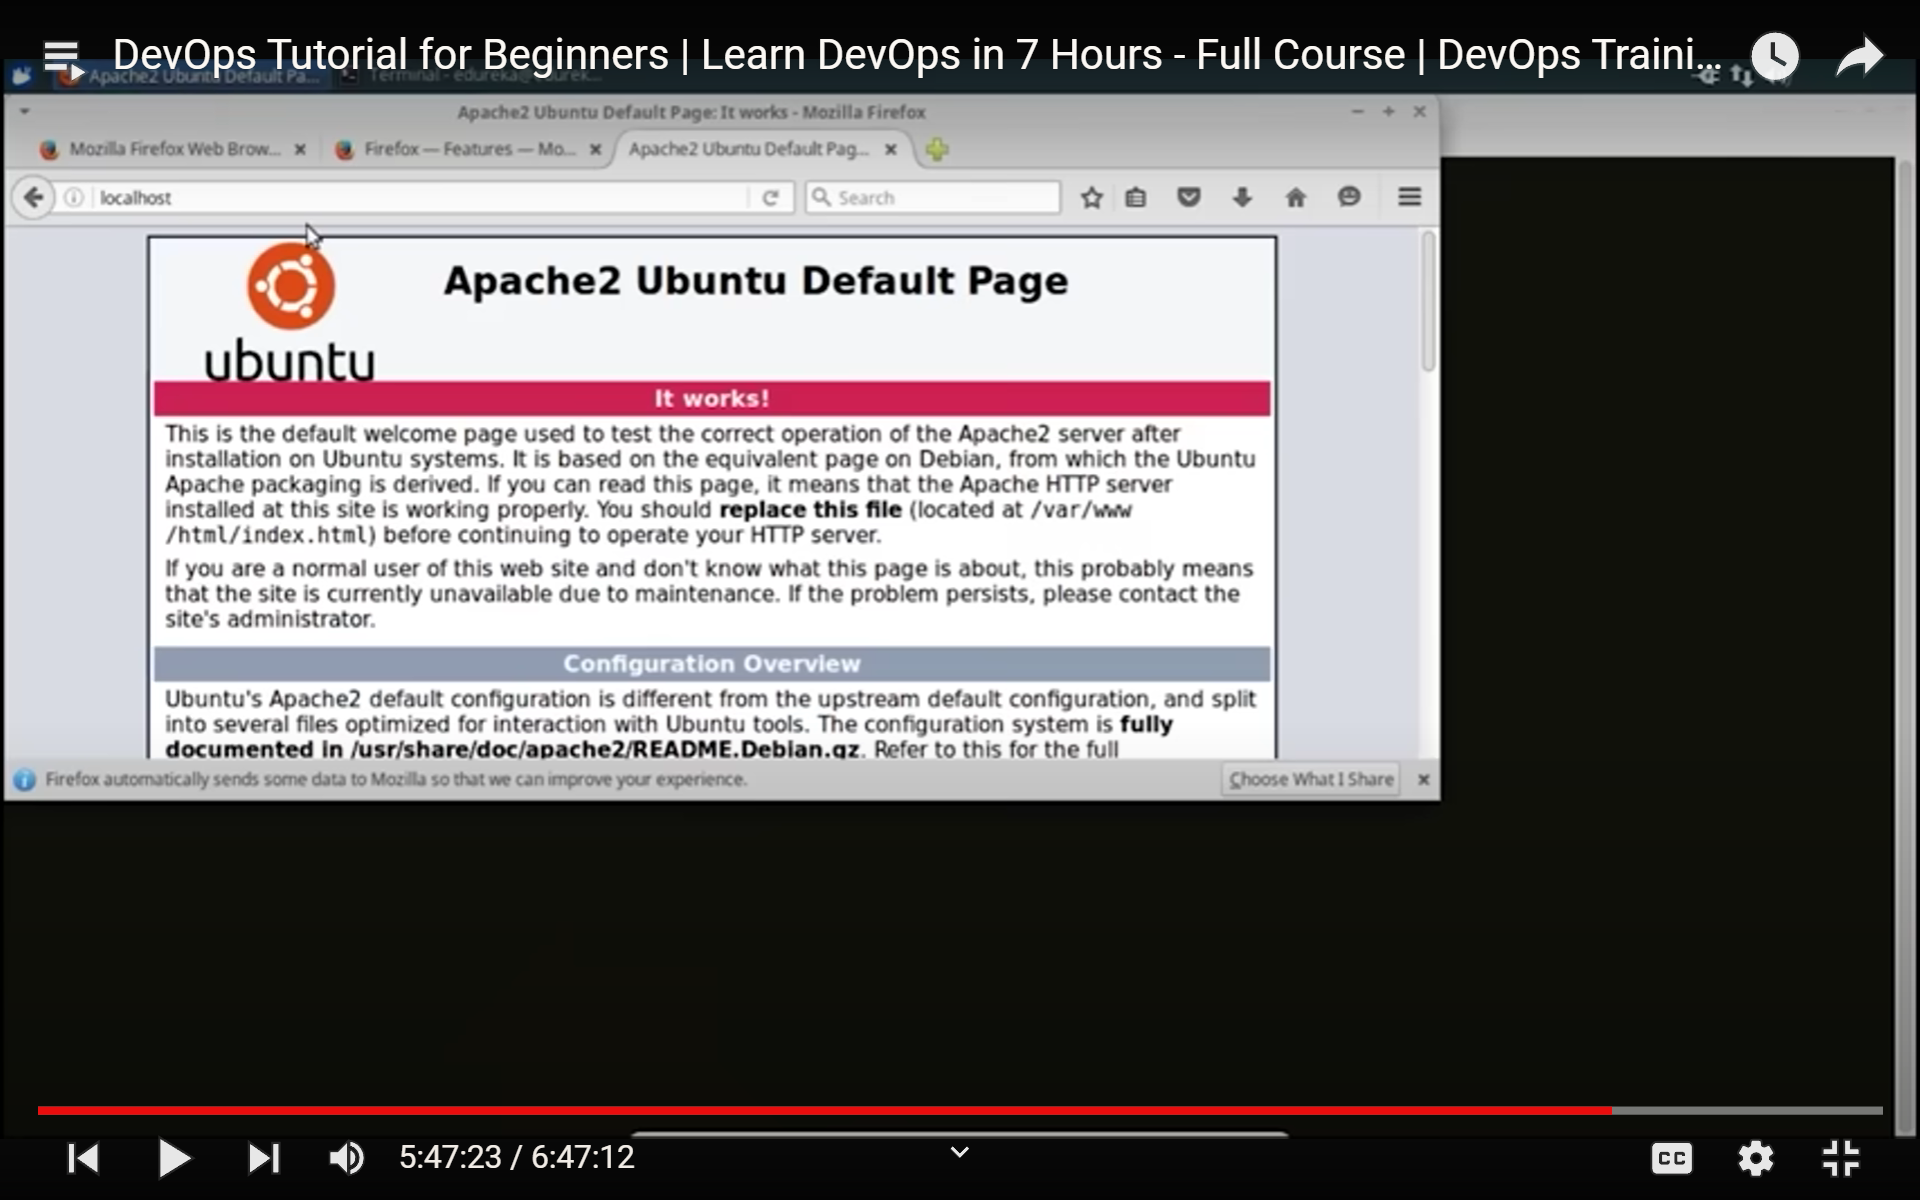 DevOps Tutorial for Beginners | Learn DevOps in 7 Hours - Full Course | DevOps Traini...
Apache2 Ubuntu Default Pa...
Terminal - edureka@edurek...
Apache2 Ubuntu Default Page: It works - Mozilla Firefox
Mozilla Firefox Web Brow...
Firefox — Features — Mo...
Apache2 Ubuntu Default Pag...
localhost
Search
ubuntu
Apache2 Ubuntu Default Page
It works!
This is the default welcome page used to test the correct operation of the Apache2 server after
installation on Ubuntu systems. It is based on the equivalent page on Debian, from which the Ubuntu
Apache packaging is derived. If you can read this page, it means that the Apache HTTP server
installed at this site is working properly. You should replace this file (located at /var/www
/html/index.html) before continuing to operate your HTTP server.
If you are a normal user of this web site and don't know what this page is about, this probably means
that the site is currently unavailable due to maintenance. If the problem persists, please contact the
site's administrator.
Configuration Overview
Ubuntu's Apache2 default configuration is different from the upstream default configuration, and split
into several files optimized for interaction with Ubuntu tools. The configuration system is fully
documented in /usr/share/doc/apache2/README.Debian.gz. Refer to this for the full
Firefox automatically sends some data to Mozilla so that we can improve your experience.
Choose What I Share
5:47:23 / 6:47:12
CC